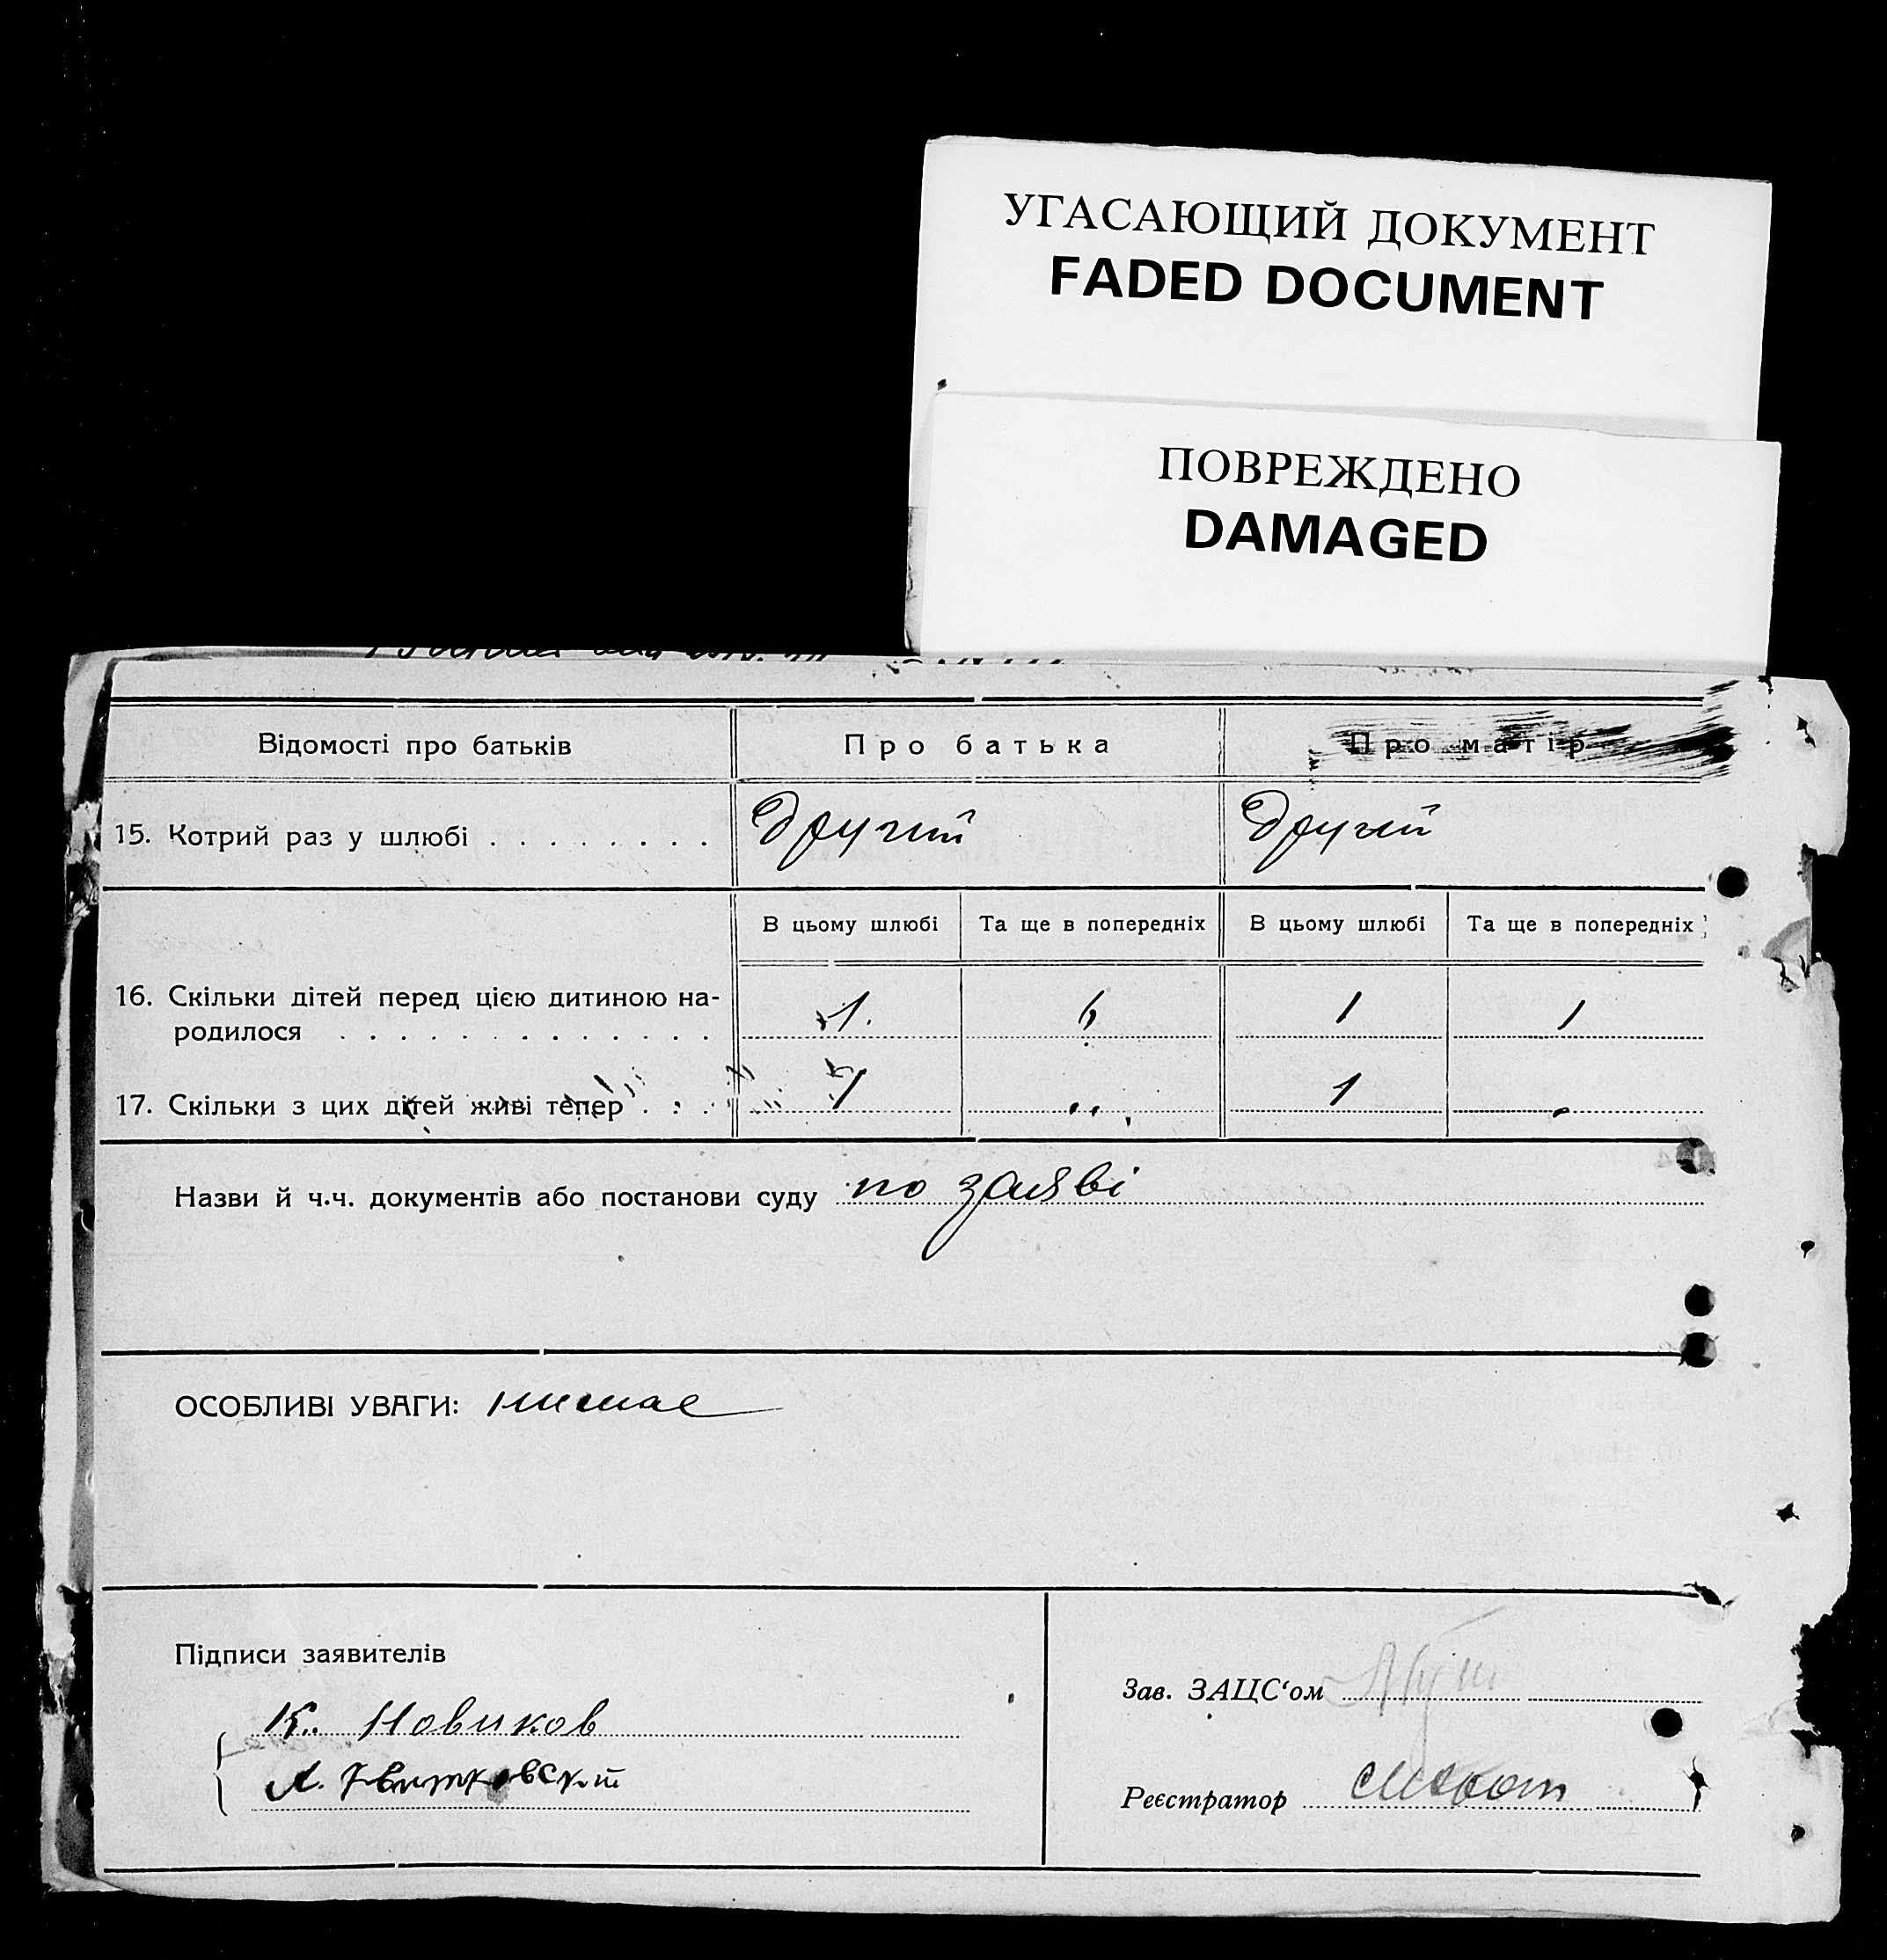 УГАСАЮЩИЙ ДОКУМЕНТ
FADED DOCUMENT
ПОВРЕЖДЕНО
DAMAGED
Відомості про батьків Про батька Про матір
15. Котрий раз у шлюбі . . . . . . . . Другий Другий
В цьому шлюбі Та ще в попередніх В цьому шлюбі Та ще в попередніх
16. Скільки дітей перед цією дитиною на-
родилося . . . . . . . . . . . . . 1. 1 1
17. Скільки з цих дітей живі тепер . . . 1 1
Назви й ч.ч. документів або постанови суду по заяві
ОСОБЛИВІ УВАГИ: немае
Підписи заявителів
Зав. ЗАЦС‘ом
К. Новиков
Реєстратор